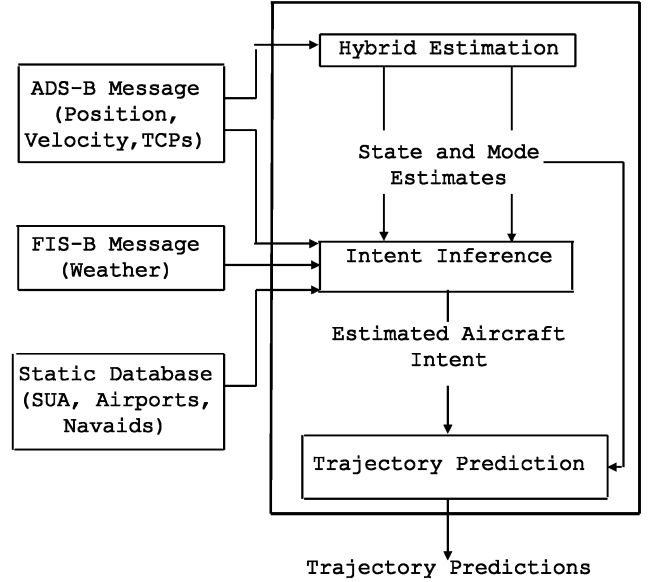 Hybrid Estimation
ADS-B Message
(Position,
Velocity,TCPs)
State and Mode
Estimates
FIS-B Message
(Weather)
Intent Inference
Estimated Aircraft
Intent
Static Database
(SUA, Airports,
Navaids)
Trajectory Prediction
Trajectory Predictions